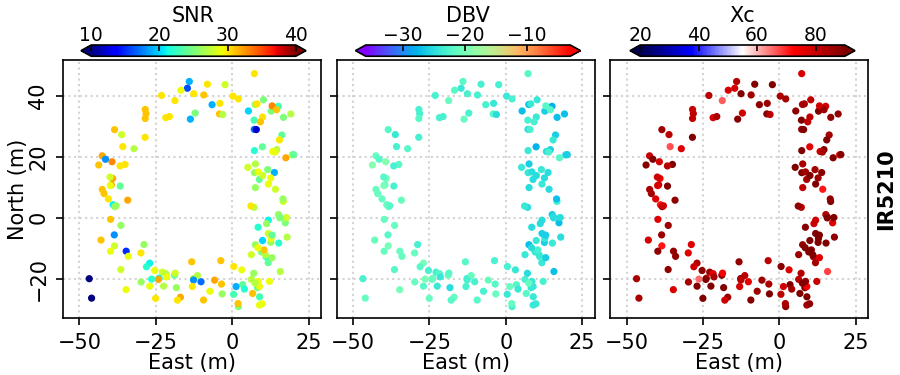 SNR DBV Xc
10 20 30 40 −30 −20 −10 20 40 60 80
North (m)
40
20
0
−20
−50 −25 0 25 −50 −25 0 25 −50 −25 0 25
East (m) East (m) East (m)
IR5210